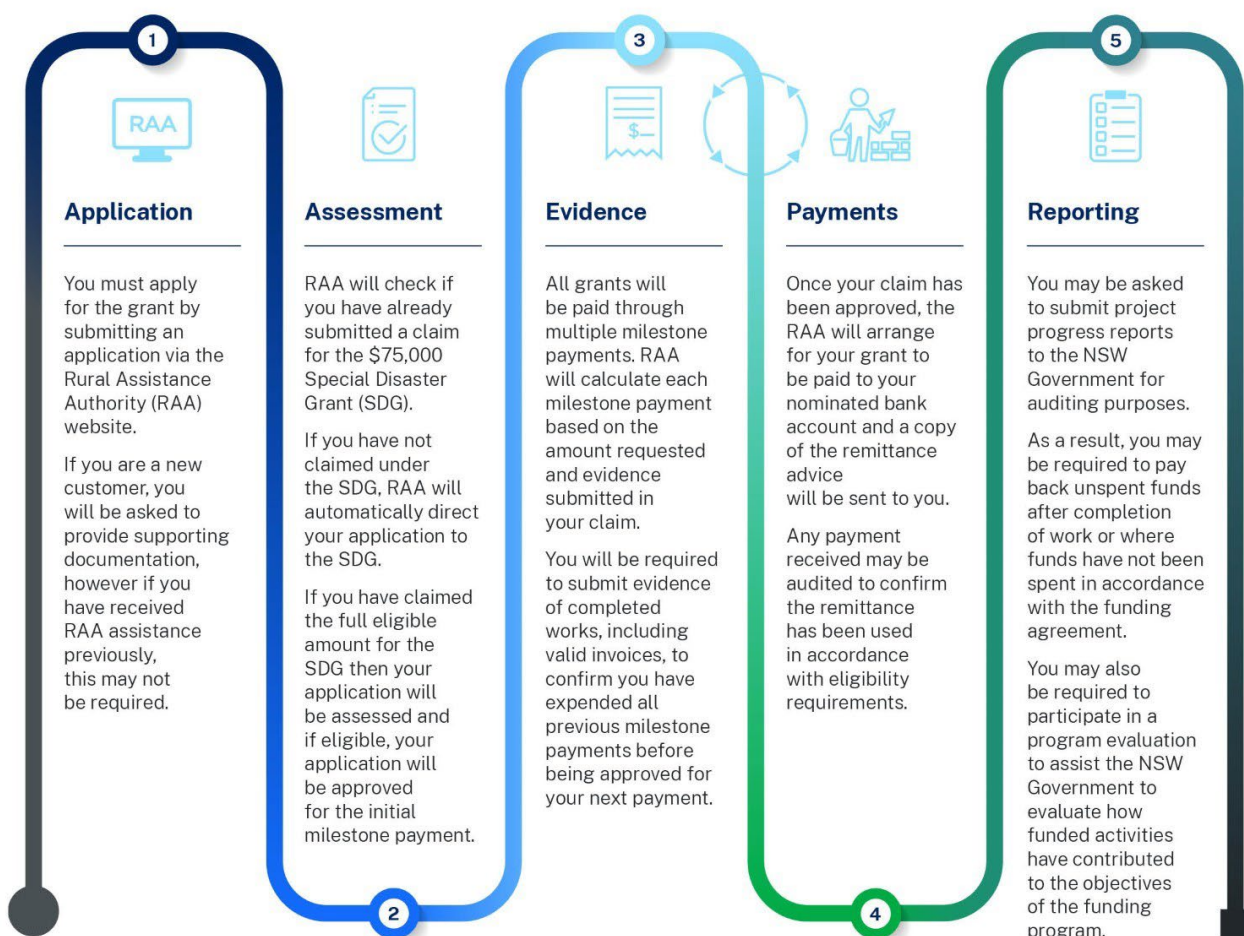 1
RAA
Application
You must apply
for the grant by
submitting an
application via the
Rural Assistance
Authority (RAA)
website.
If you are a new
customer, you
will be asked to
provide supporting
documentation,
however if you
have received
RAA assistance
previously,
this may not
be required.
Assessment
RAA will check if
you have already
submitted a claim
for the $75,000
Special Disaster
Grant (SDG).
If you have not
claimed under
the SDG, RAA will
automatically direct
your application to
the SDG.
If you have claimed
the full eligible
amount for the
SDG then your
application will
be assessed and
if eligible, your
application will
be approved
for the initial
milestone payment.
2
3
$
Evidence
All grants will
be paid through
multiple milestone
payments. RAA
will calculate each
milestone payment
based on the
amount requested
and evidence
submitted in
your claim.
You will be required
to submit evidence
of completed
works, including
valid invoices, to
confirm you have
expended all
previous milestone
payments before
being approved for
your next payment.
Payments
Once your claim has
been approved, the
RAA will arrange
for your grant to
be paid to your
nominated bank
account and a copy
of the remittance
advice
will be sent to you.
Any payment
received may be
audited to confirm
the remittance
has been used
in accordance
with eligibility
requirements.
4
5
Reporting
You may be asked
to submit project
progress reports
to the NSW
Government for
auditing purposes.
As a result, you may
be required to pay
back unspent funds
after completion
of work or where
funds have not been
spent in accordance
with the funding
agreement.
You may also
be required to
participate in a
program evaluation
to assist the NSW
Government to
evaluate how
funded activities
have contributed
to the objectives
of the funding
program.